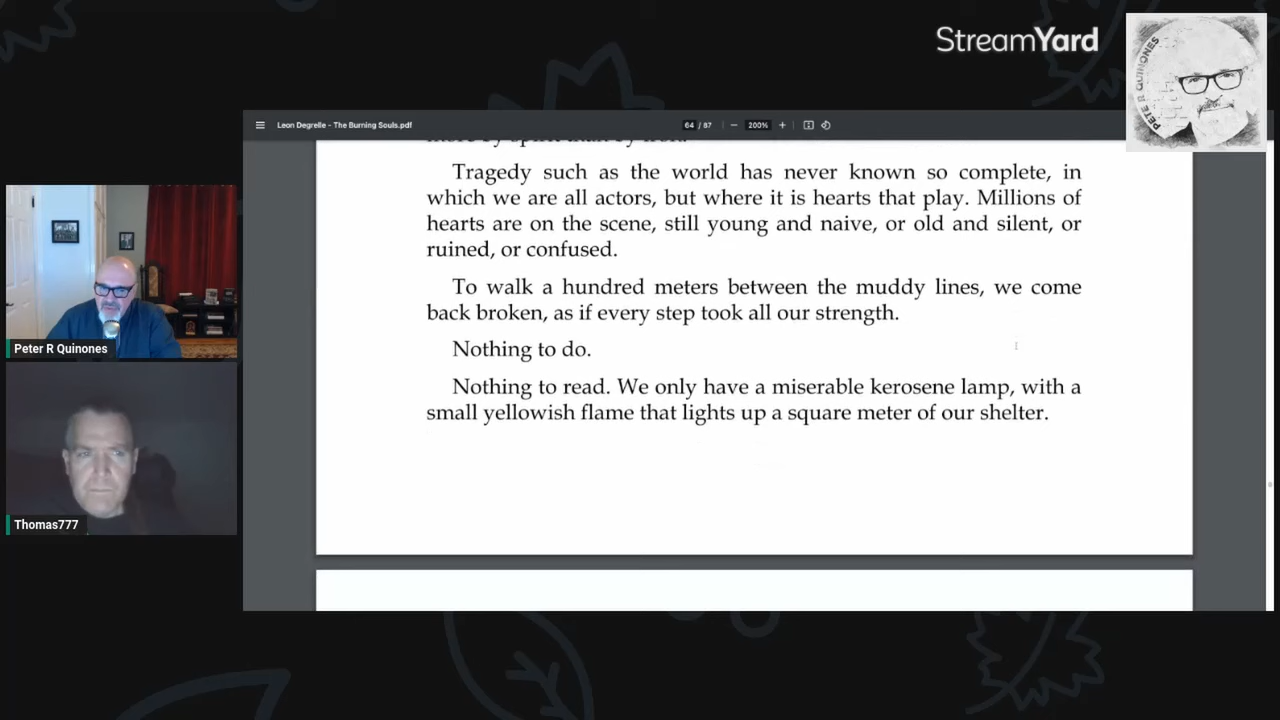 StreamYard
PETER R QUINONES
Leon Degrelle - The Burning Souls.pdf
64 / 87
200%
Tragedy such as the world has never known so complete, in
which we are all actors, but where it is hearts that play. Millions of
hearts are on the scene, still young and naive, or old and silent, or
ruined, or confused.
To walk a hundred meters between the muddy lines, we come
back broken, as if every step took all our strength.
Nothing to do.
Nothing to read. We only have a miserable kerosene lamp, with a
small yellowish flame that lights up a square meter of our shelter.
Peter R Quinones
Thomas777